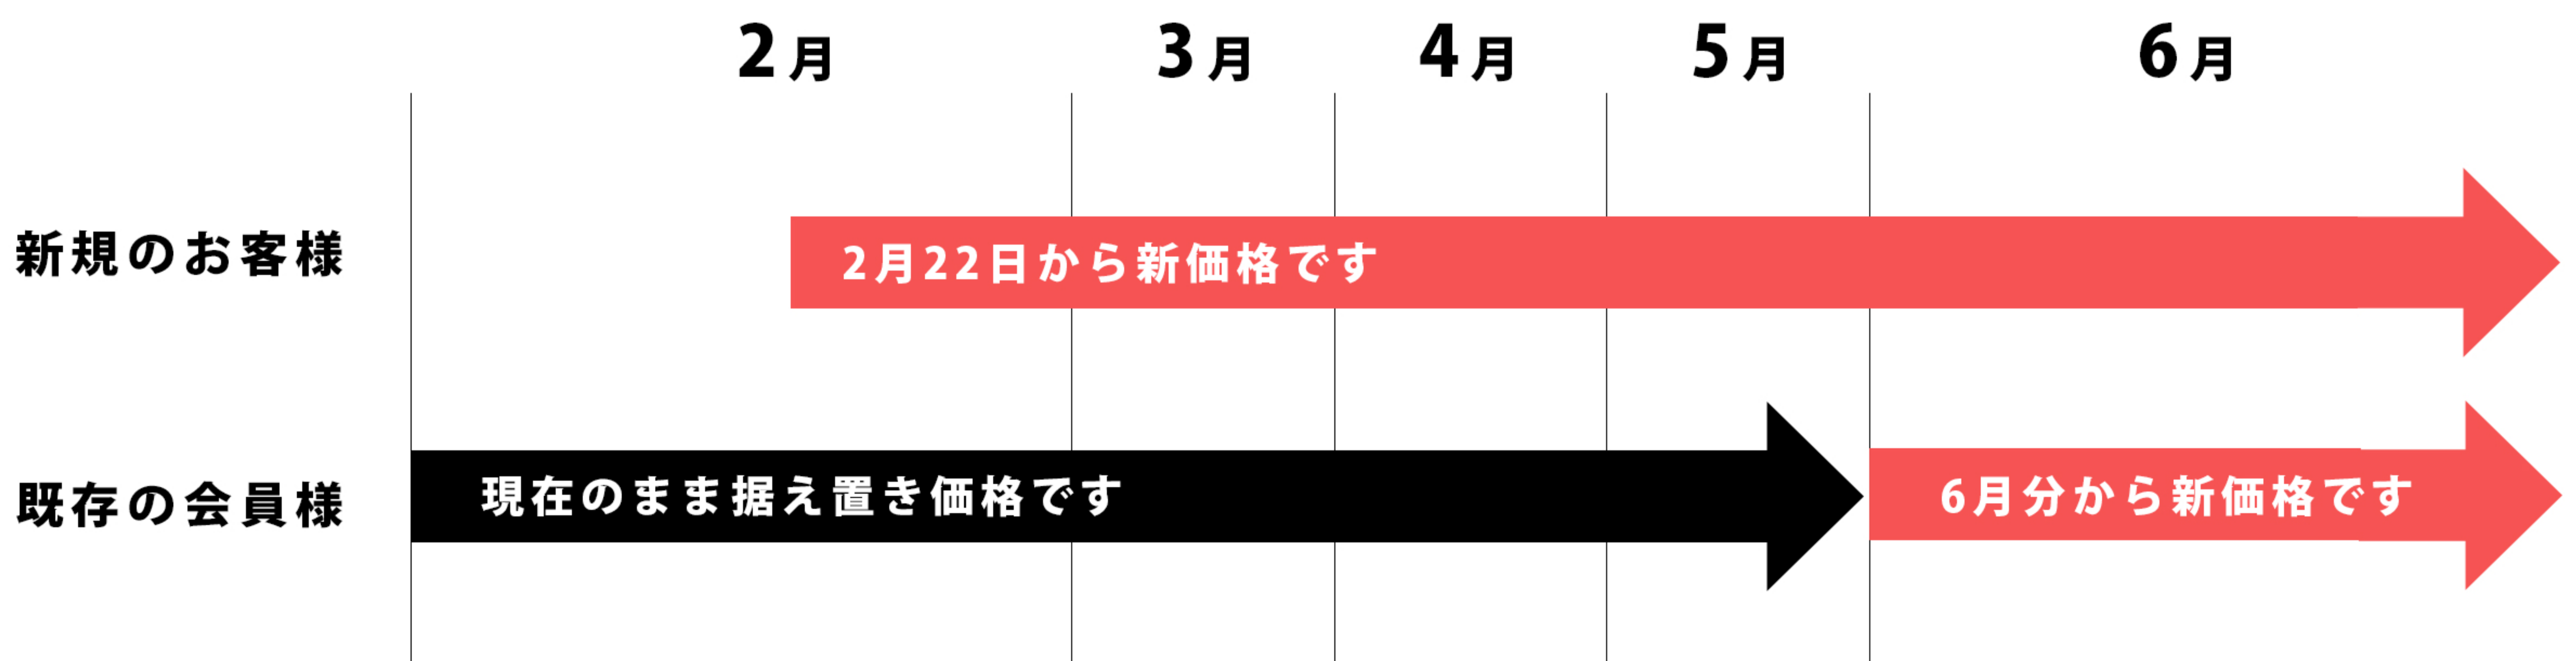 2月 3月 4月 5月 6月
新規のお客様
2月22日から新価格です
既存の会員様
現在のまま据え置き価格です
6月分から新価格です